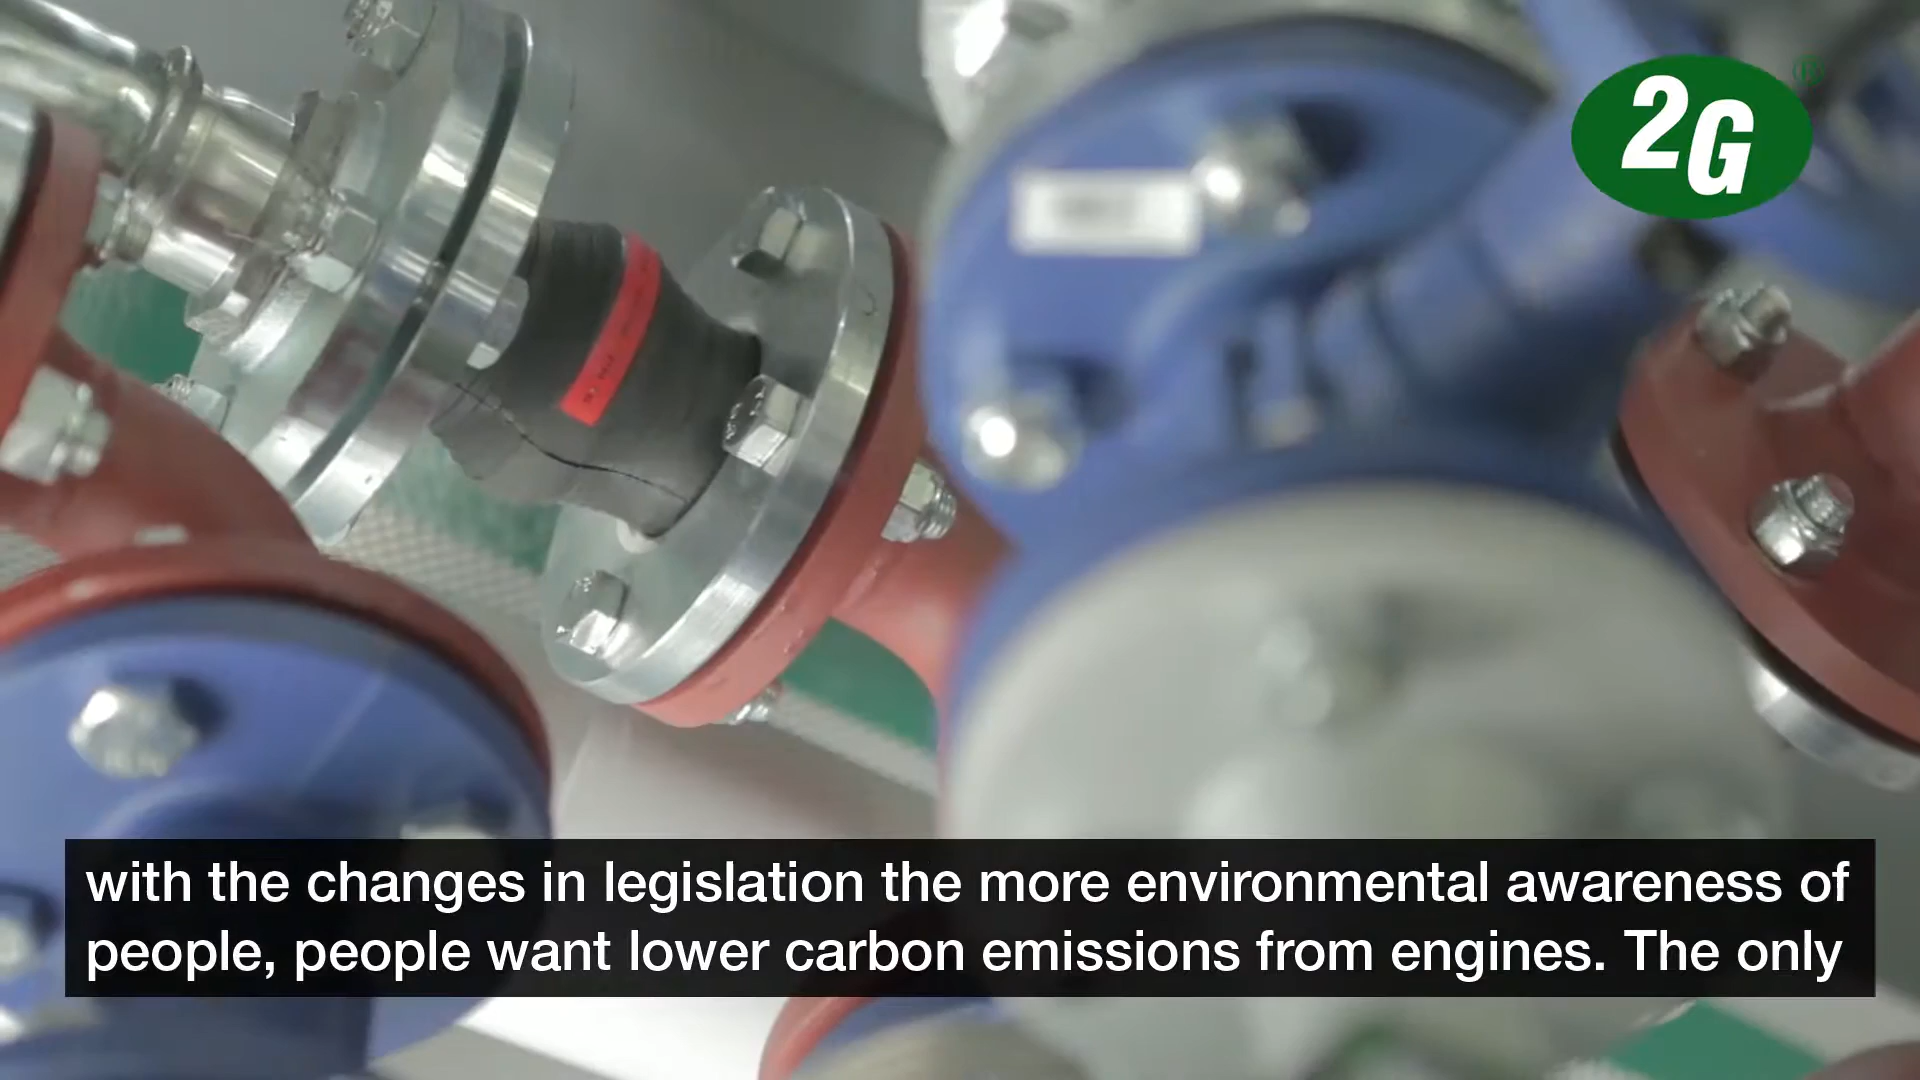 2G
®
with the changes in legislation the more environmental awareness of
people, people want lower carbon emissions from engines. The only